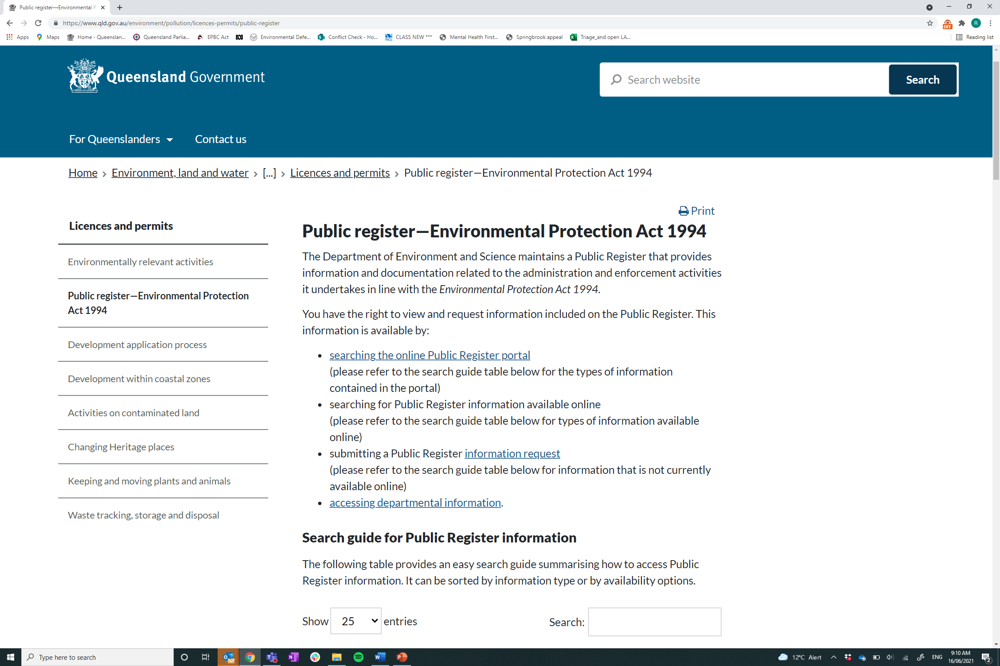 Public register—Environmental P
https://www.qld.gov.au/environment/pollution/licences-permits/public-register
Apps
Maps
Home - Queenslan...
Queensland Parlia...
EPBC Act
Environmental Defe...
Conflict Check - Ho...
CLASS NEW ***
Mental Health First...
Springbrook appeal
Triage_and open LA...
Reading list
OFF
R
Queensland Government
Search website
Search
For Queenslanders
Contact us
Home > Environment, land and water > [...] > Licences and permits > Public register—Environmental Protection Act 1994
Print
Licences and permits
Environmentally relevant activities
Public register—Environmental Protection
Act 1994
Development application process
Development within coastal zones
Activities on contaminated land
Changing Heritage places
Keeping and moving plants and animals
Waste tracking, storage and disposal
Public register—Environmental Protection Act 1994
The Department of Environment and Science maintains a Public Register that provides
information and documentation related to the administration and enforcement activities
it undertakes in line with the Environmental Protection Act 1994.
You have the right to view and request information included on the Public Register. This
information is available by:
• searching the online Public Register portal
(please refer to the search guide table below for the types of information
contained in the portal)
• searching for Public Register information available online
(please refer to the search guide table below for types of information available
online)
• submitting a Public Register information request
(please refer to the search guide table below for information that is not currently
available online)
• accessing departmental information.
Search guide for Public Register information
The following table provides an easy search guide summarising how to access Public
Register information. It can be sorted by information type or by availability options.
Show 25 entries
Search:
Type here to search
12°C Alert
ENG
9:10 AM
16/06/2021
2